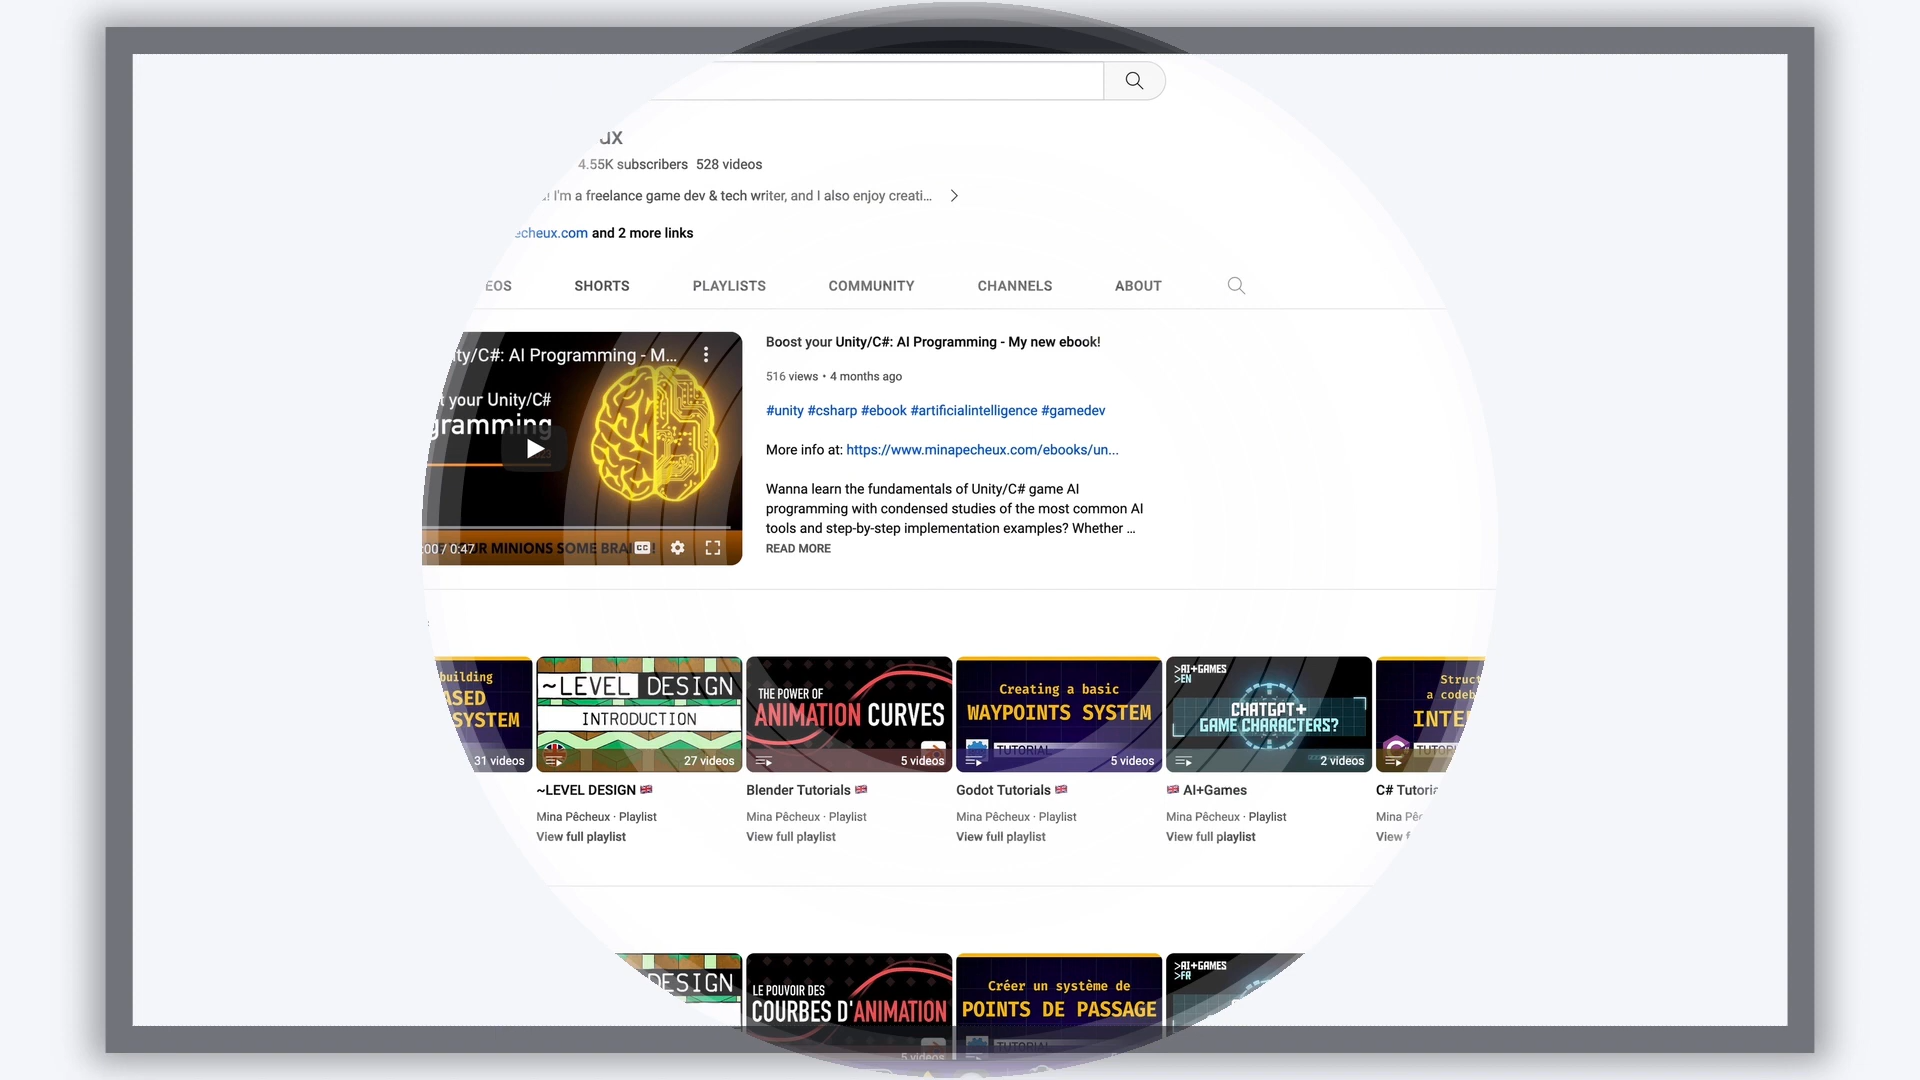 ux
4.55K subscribers 528 videos
I'm a freelance game dev & tech writer, and I also enjoy creati...
echeux.com and 2 more links
EOS SHORTS PLAYLISTS COMMUNITY CHANNELS ABOUT
ity/C#: AI Programming - M...
your Unity/C#
gramming
:00 / 0:47
UR MINIONS SOME BRAI
Boost your Unity/C#: AI Programming - My new ebook!
516 views • 4 months ago
#unity #csharp #ebook #artificialintelligence #gamedev
More info at: https://www.minapecheux.com/ebooks/un...
Wanna learn the fundamentals of Unity/C# game AI
programming with condensed studies of the most common AI
tools and step-by-step implementation examples? Whether ...
READ MORE
building
ASED
SYSTEM
31 videos
~LEVEL DESIGN
INTRODUCTION
27 videos
~LEVEL DESIGN
Mina Pêcheux · Playlist
View full playlist
THE POWER OF
ANIMATION CURVES
5 videos
Blender Tutorials
Mina Pêcheux · Playlist
View full playlist
Creating a basic
WAYPOINTS SYSTEM
TUTORIAL
5 videos
Godot Tutorials
Mina Pêcheux · Playlist
View full playlist
>AI+GAMES
>EN
CHATGPT+
GAME CHARACTERS?
2 videos
AI+Games
Mina Pêcheux · Playlist
View full playlist
Struct
a codeb
INTE
TUTOR
C# Tutoria
Mina Pêc
View f
DESIGN
LE POUVOIR DES
COURBES D'ANIMATION
5 videos
Créer un système de
POINTS DE PASSAGE
TUTORIAL
>AI+GAMES
>FR